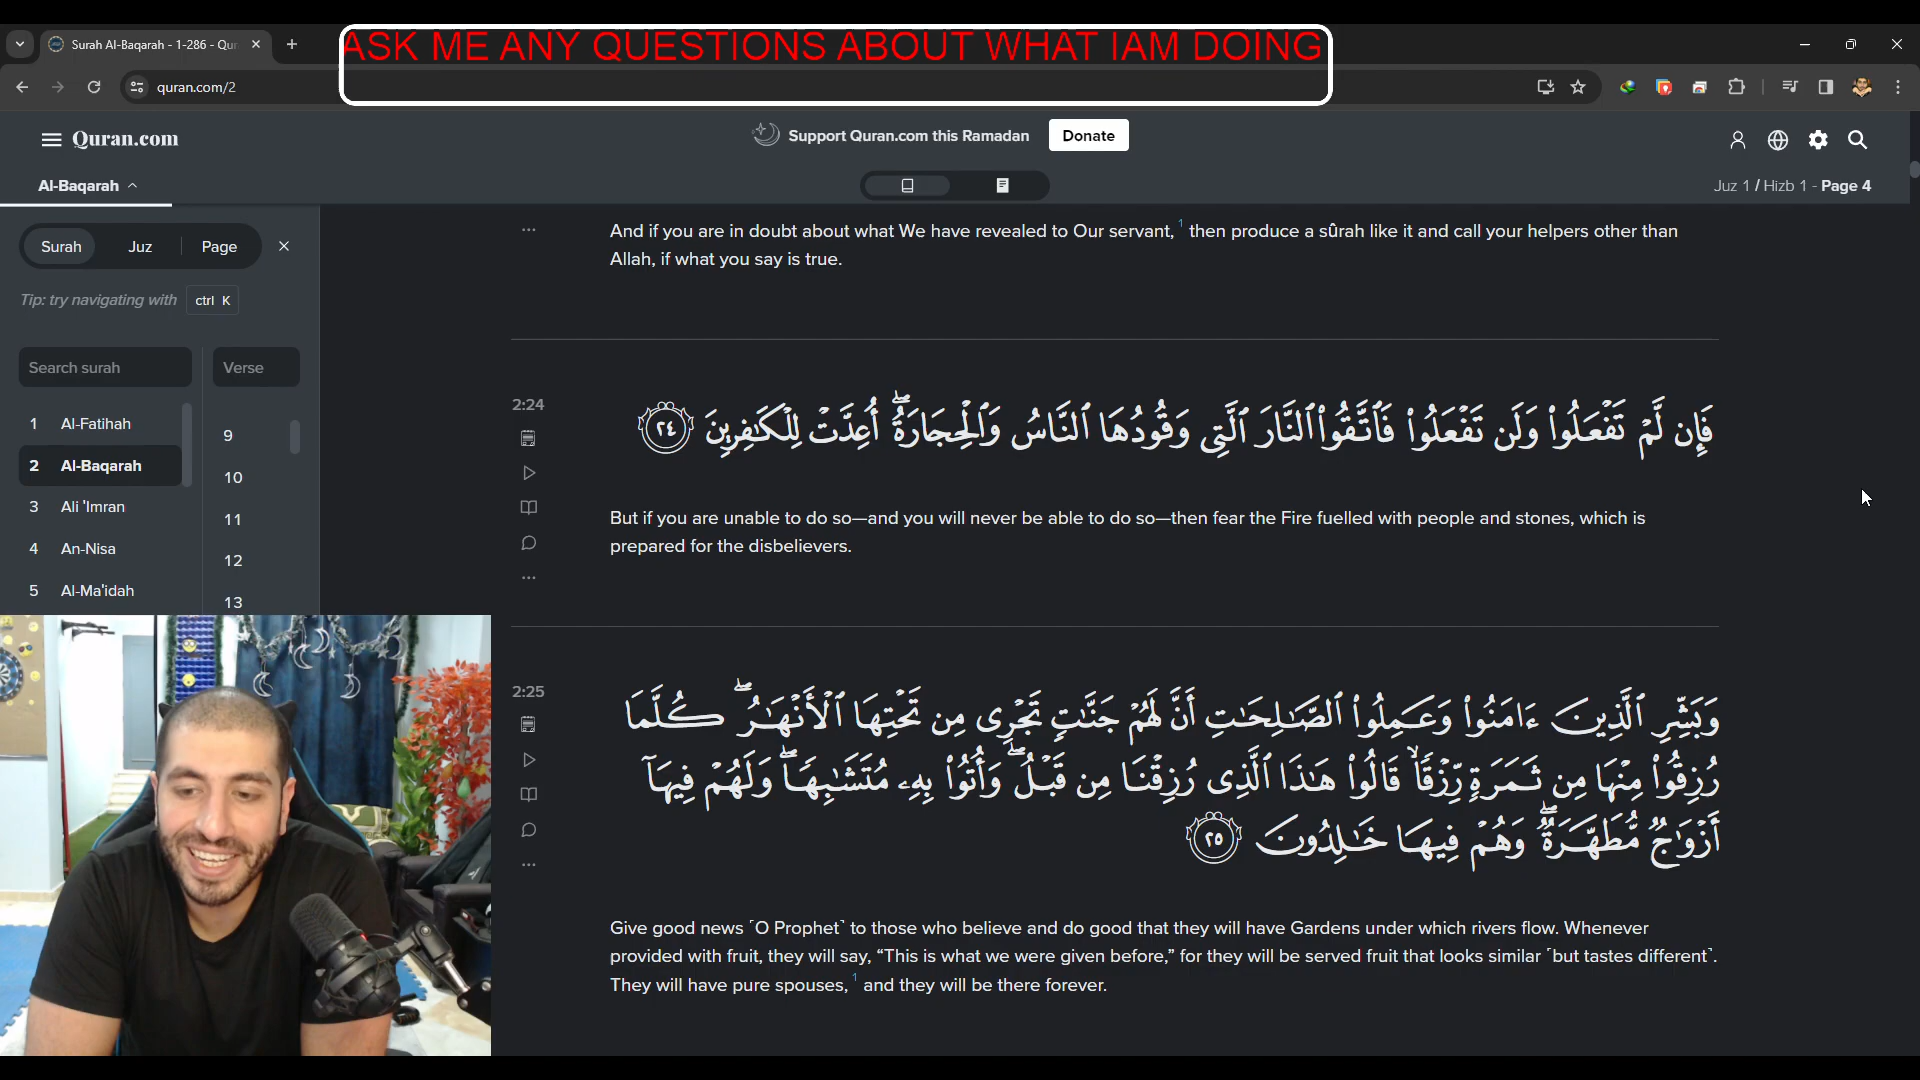 Surah Al-Baqarah - 1-286 - Qur
ASK ME ANY QUESTIONS ABOUT WHAT IAM DOING
quran.com/2
Quran.com
Support Quran.com this Ramadan
Donate
Al-Baqarah
Juz 1 / Hizb 1 - Page 4
Surah Juz Page
Tip: try navigating with ctrl K
Search surah
Verse
1 Al-Fatihah
2 Al-Baqarah
3 Ali 'Imran
4 An-Nisa
5 Al-Ma'idah
9
10
11
12
13
And if you are in doubt about what We have revealed to Our servant, 1 then produce a sûrah like it and call your helpers other than
Allah, if what you say is true.
2:24
فَإِن لَّمْ تَفْعَلُوا۟ وَلَن تَفْعَلُوا۟ فَٱتَّقُوا۟ ٱلنَّارَ ٱلَّتِى وَقُودُهَا ٱلنَّاسُ وَٱلْحِجَارَةُ ۖ أُعِدَّتْ لِلْكَـٰفِرِينَ ٢٤
But if you are unable to do so—and you will never be able to do so—then fear the Fire fuelled with people and stones, which is
prepared for the disbelievers.
2:25
وَبَشِّرِ ٱلَّذِينَ ءَامَنُوا۟ وَعَمِلُوا۟ ٱلصَّـٰلِحَـٰتِ أَنَّ لَهُمْ جَنَّـٰتٍ تَجْرِى مِن تَحْتِهَا ٱلْأَنْهَـٰرُ ۖ كُلَّمَا
رُزِقُوا۟ مِنْهَا مِن ثَمَرَةٍ رِّزْقًا ۙ قَالُوا۟ هَـٰذَا ٱلَّذِى رُزِقْنَا مِن قَبْلُ ۖ وَأُتُوا۟ بِهِۦ مُتَشَـٰبِهًا ۖ وَلَهُمْ فِيهَآ
أَزْوَٰجٌ مُّطَهَّرَةٌ ۖ وَهُمْ فِيهَا خَـٰلِدُونَ ٢٥
Give good news ˹O Prophet˺ to those who believe and do good that they will have Gardens under which rivers flow. Whenever
provided with fruit, they will say, “This is what we were given before,” for they will be served fruit that looks similar ˹but tastes different˺.
They will have pure spouses, 1 and they will be there forever.